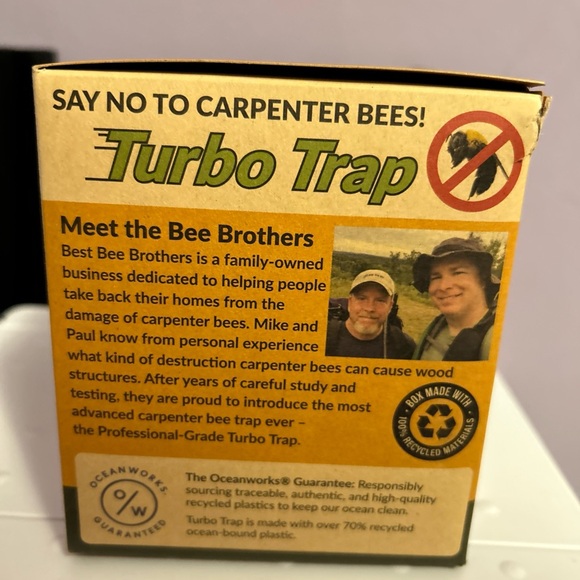 SAY NO TO CARPENTER BEES!
Turbo Trap
Meet the Bee Brothers
Best Bee Brothers is a family-owned
business dedicated to helping people
take back their homes from the
damage of carpenter bees. Mike and
Paul know from personal experience
what kind of destruction carpenter bees can cause wood
structures. After years of careful study and
testing, they are proud to introduce the most
advanced carpenter bee trap ever –
the Professional-Grade Turbo Trap.
BOX MADE WITH
100% RECYCLED MATERIALS
OCEANWORKS
O/W
GUARANTEED
The Oceanworks® Guarantee: Responsibly
sourcing traceable, authentic, and high-quality
recycled plastics to keep our ocean clean.
Turbo Trap is made with over 70% recycled
ocean-bound plastic.